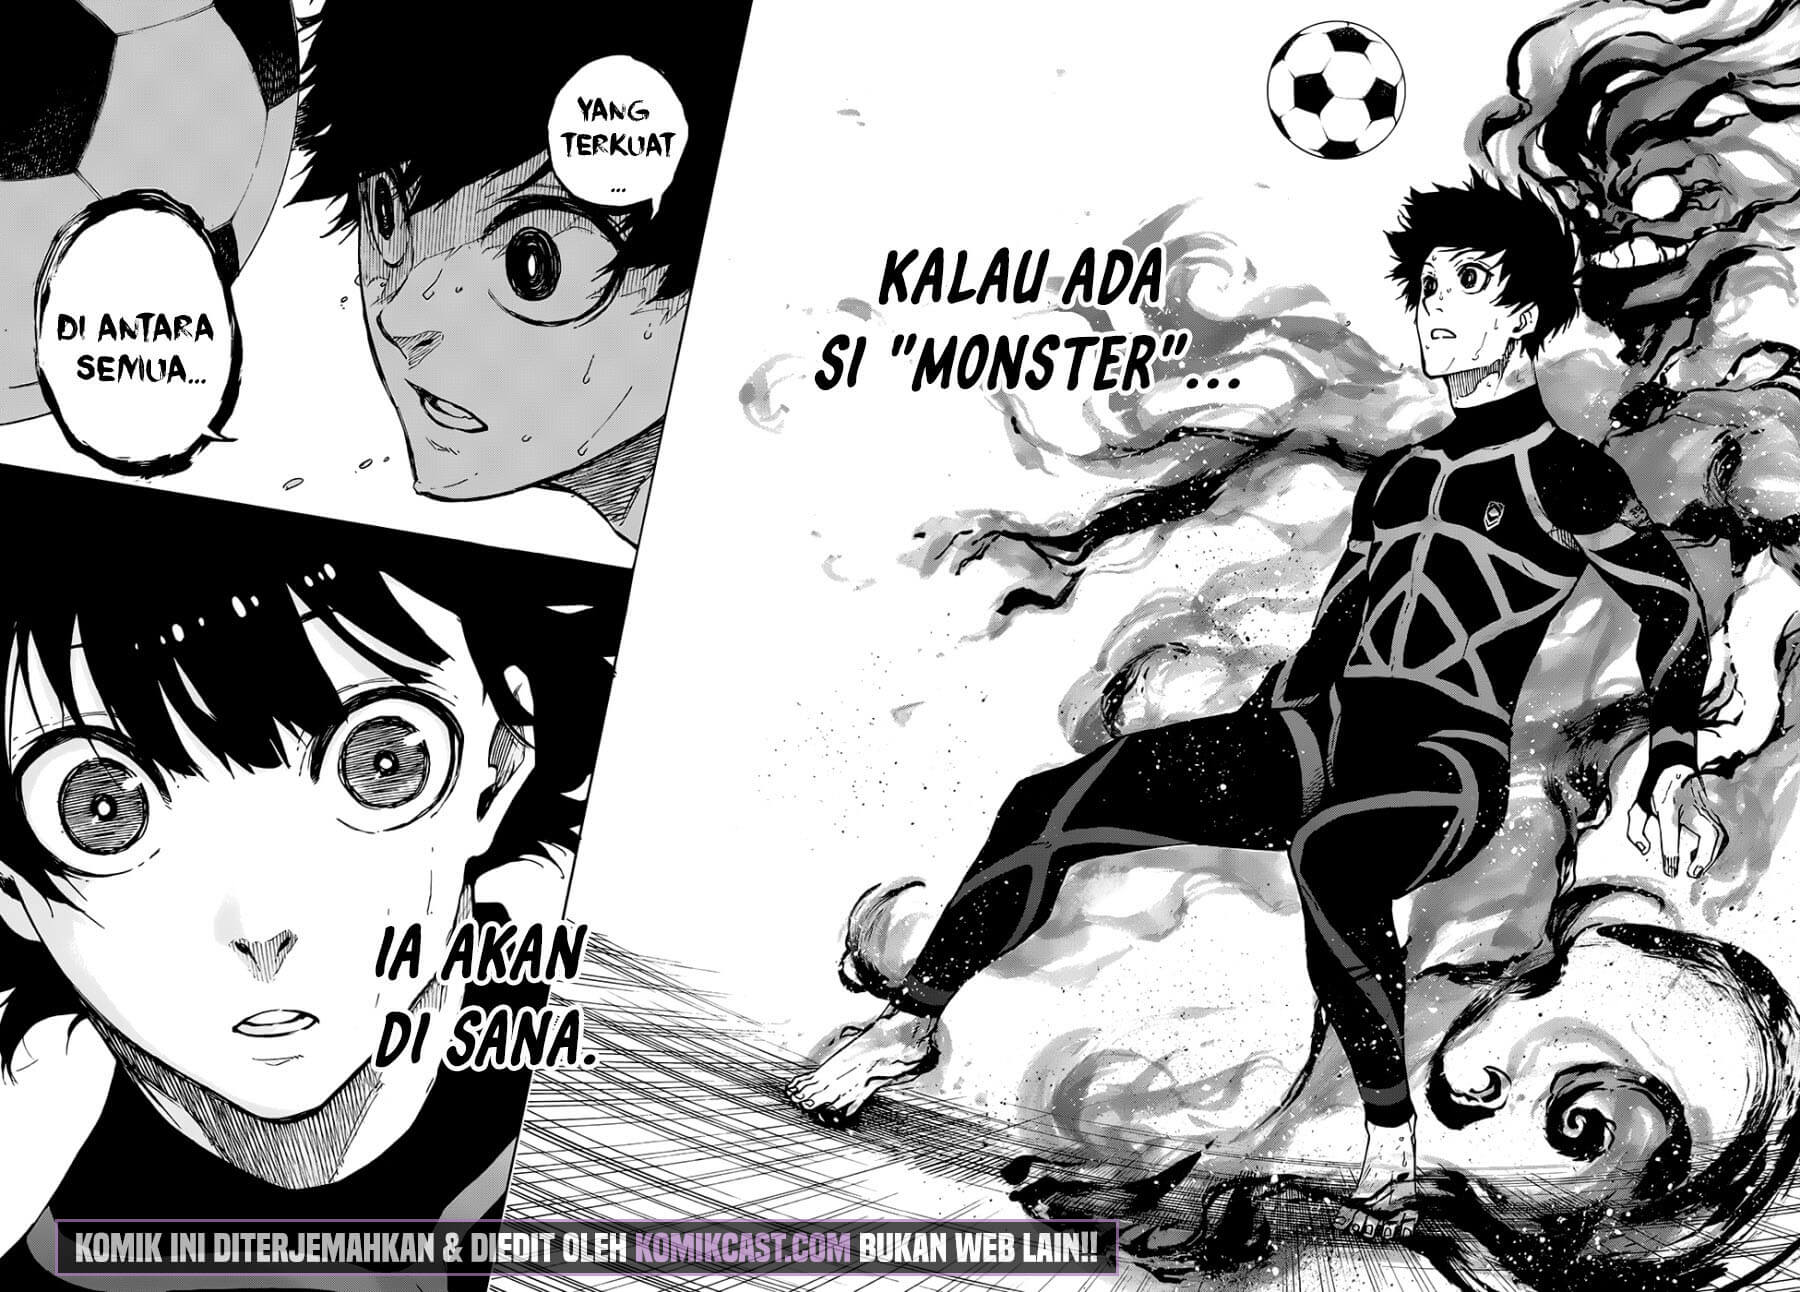 KALAU ADA
SI "MONSTER"...
YANG
TERKUAT
...
DI ANTARA
SEMUA...
IA AKAN
DI SANA.
KOMIK INI DITERJEMAHKAN & DIEDIT OLEH KOMIKCAST.COM BUKAN WEB LAIN!!